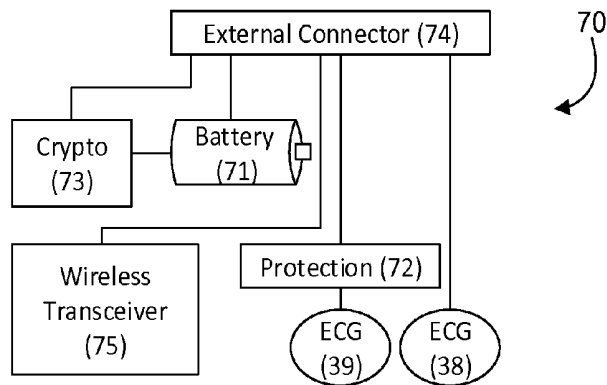 External Connector (74)
70
Crypto
(73)
Battery
(71)
Wireless
Transceiver
(75)
Protection (72)
ECG
(39)
ECG
(38)